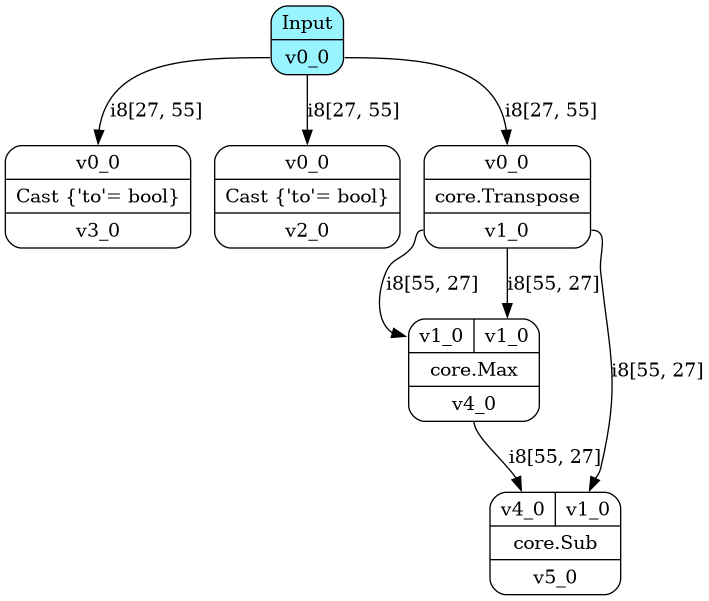 Input
v0_0
i8[27, 55]
i8[27, 55]
i8[27, 55]
v0_0
Cast {'to'= bool}
v3_0
v0_0
Cast {'to'= bool}
v2_0
v0_0
core.Transpose
v1_0
i8[55, 27]
i8[55, 27]
v1_0
v1_0
core.Max
v4_0
i8[55, 27]
i8[55, 27]
v4_0
v1_0
core.Sub
v5_0